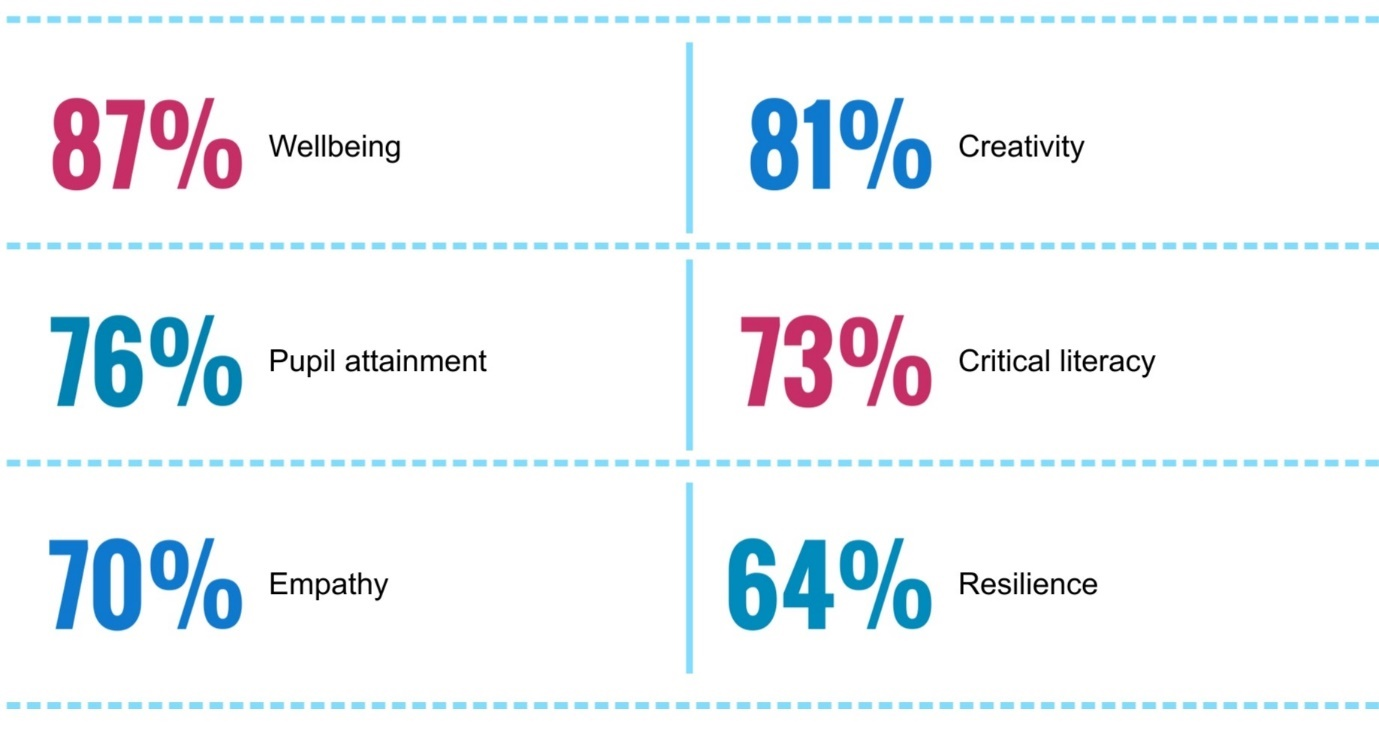 87% Wellbeing
81% Creativity
76% Pupil attainment
73% Critical literacy
70% Empathy
64% Resilience